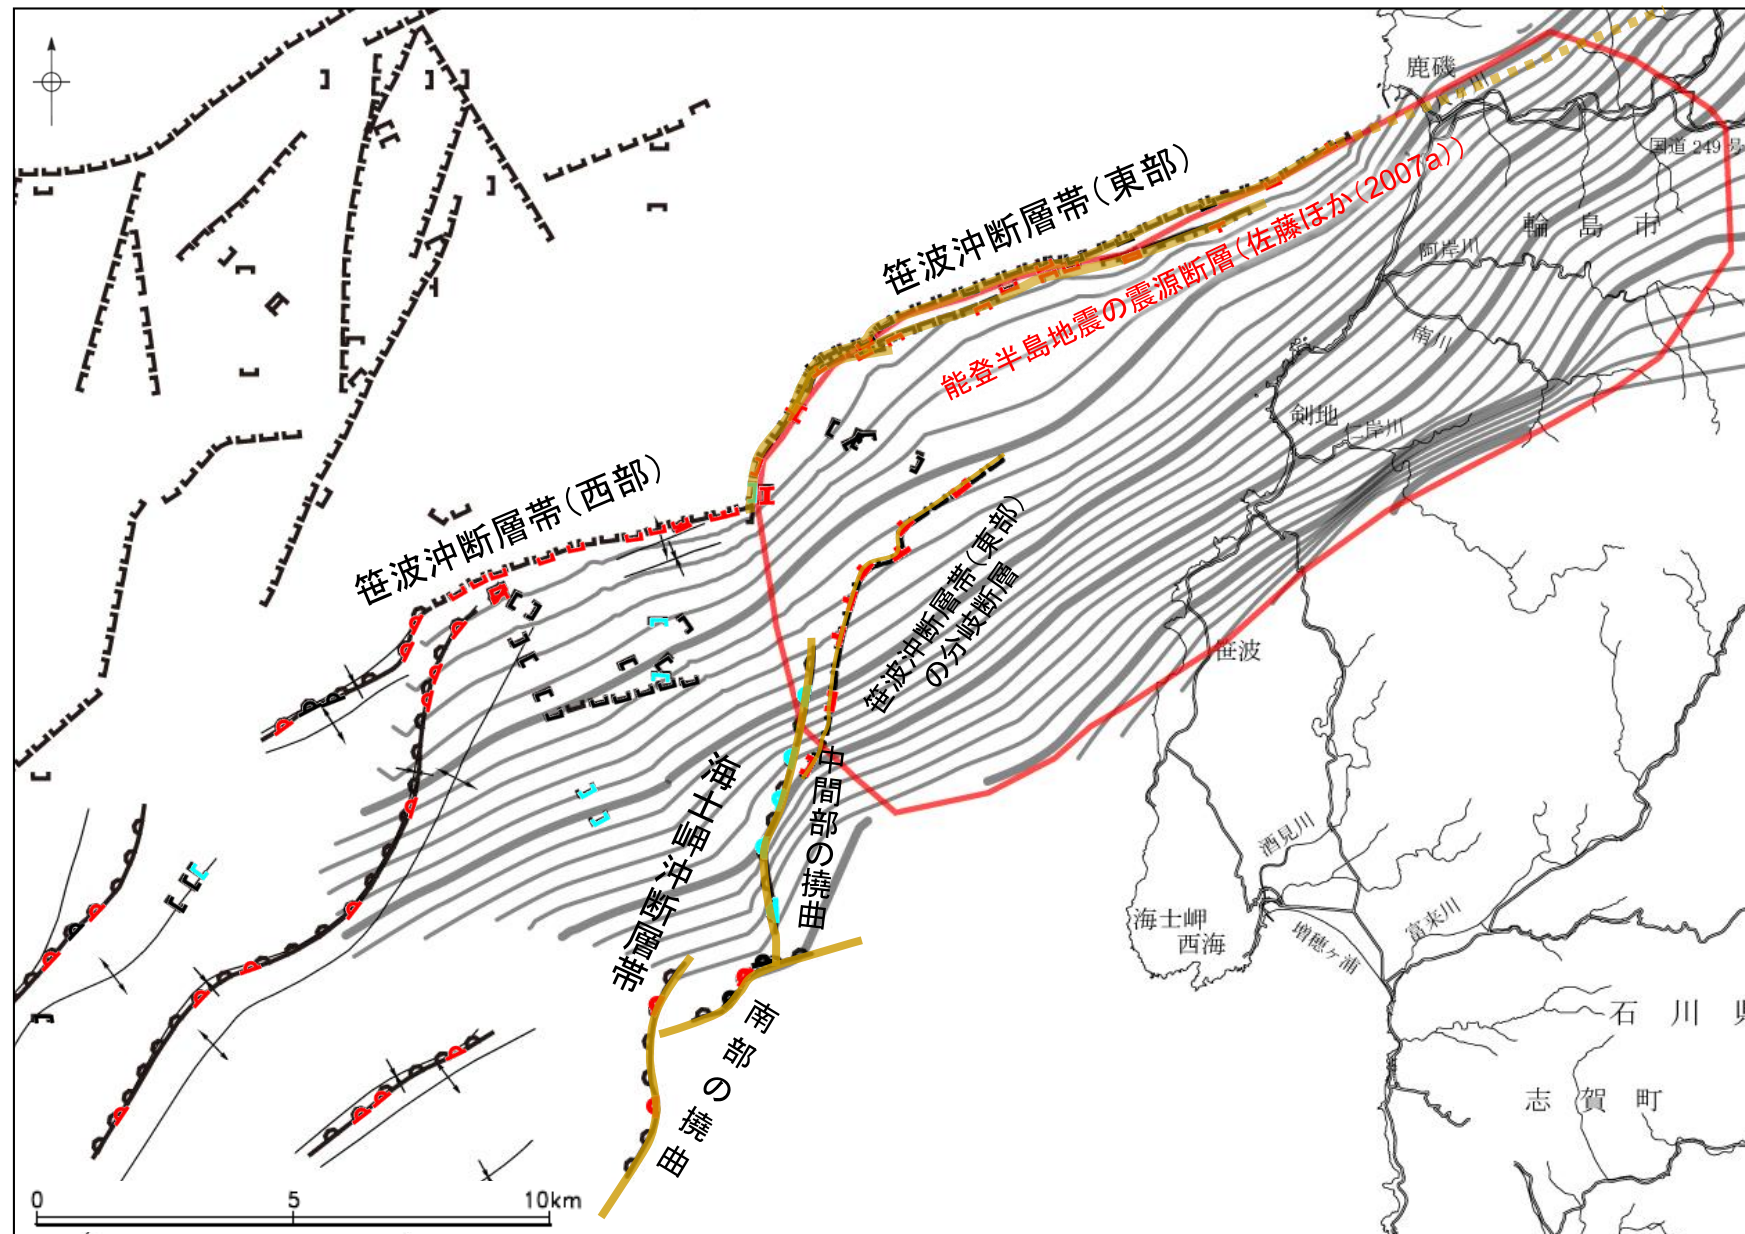 鹿磯
国道 249 号
笹波沖断層帯（東部）
能登半島地震の震源断層（佐藤ほか（2007a））
輪 島 市
阿岸川
南川
剣地
仁岸川
笹波沖断層帯（西部）
笹波沖断層帯（東部）
の分岐断層
笹波
海士岬沖断層帯
中間部の撓曲
酒見川
海士岬
西海
増穂ヶ浦
富来川
南部の撓曲
石 川 県
志 賀 町
0 5 10km